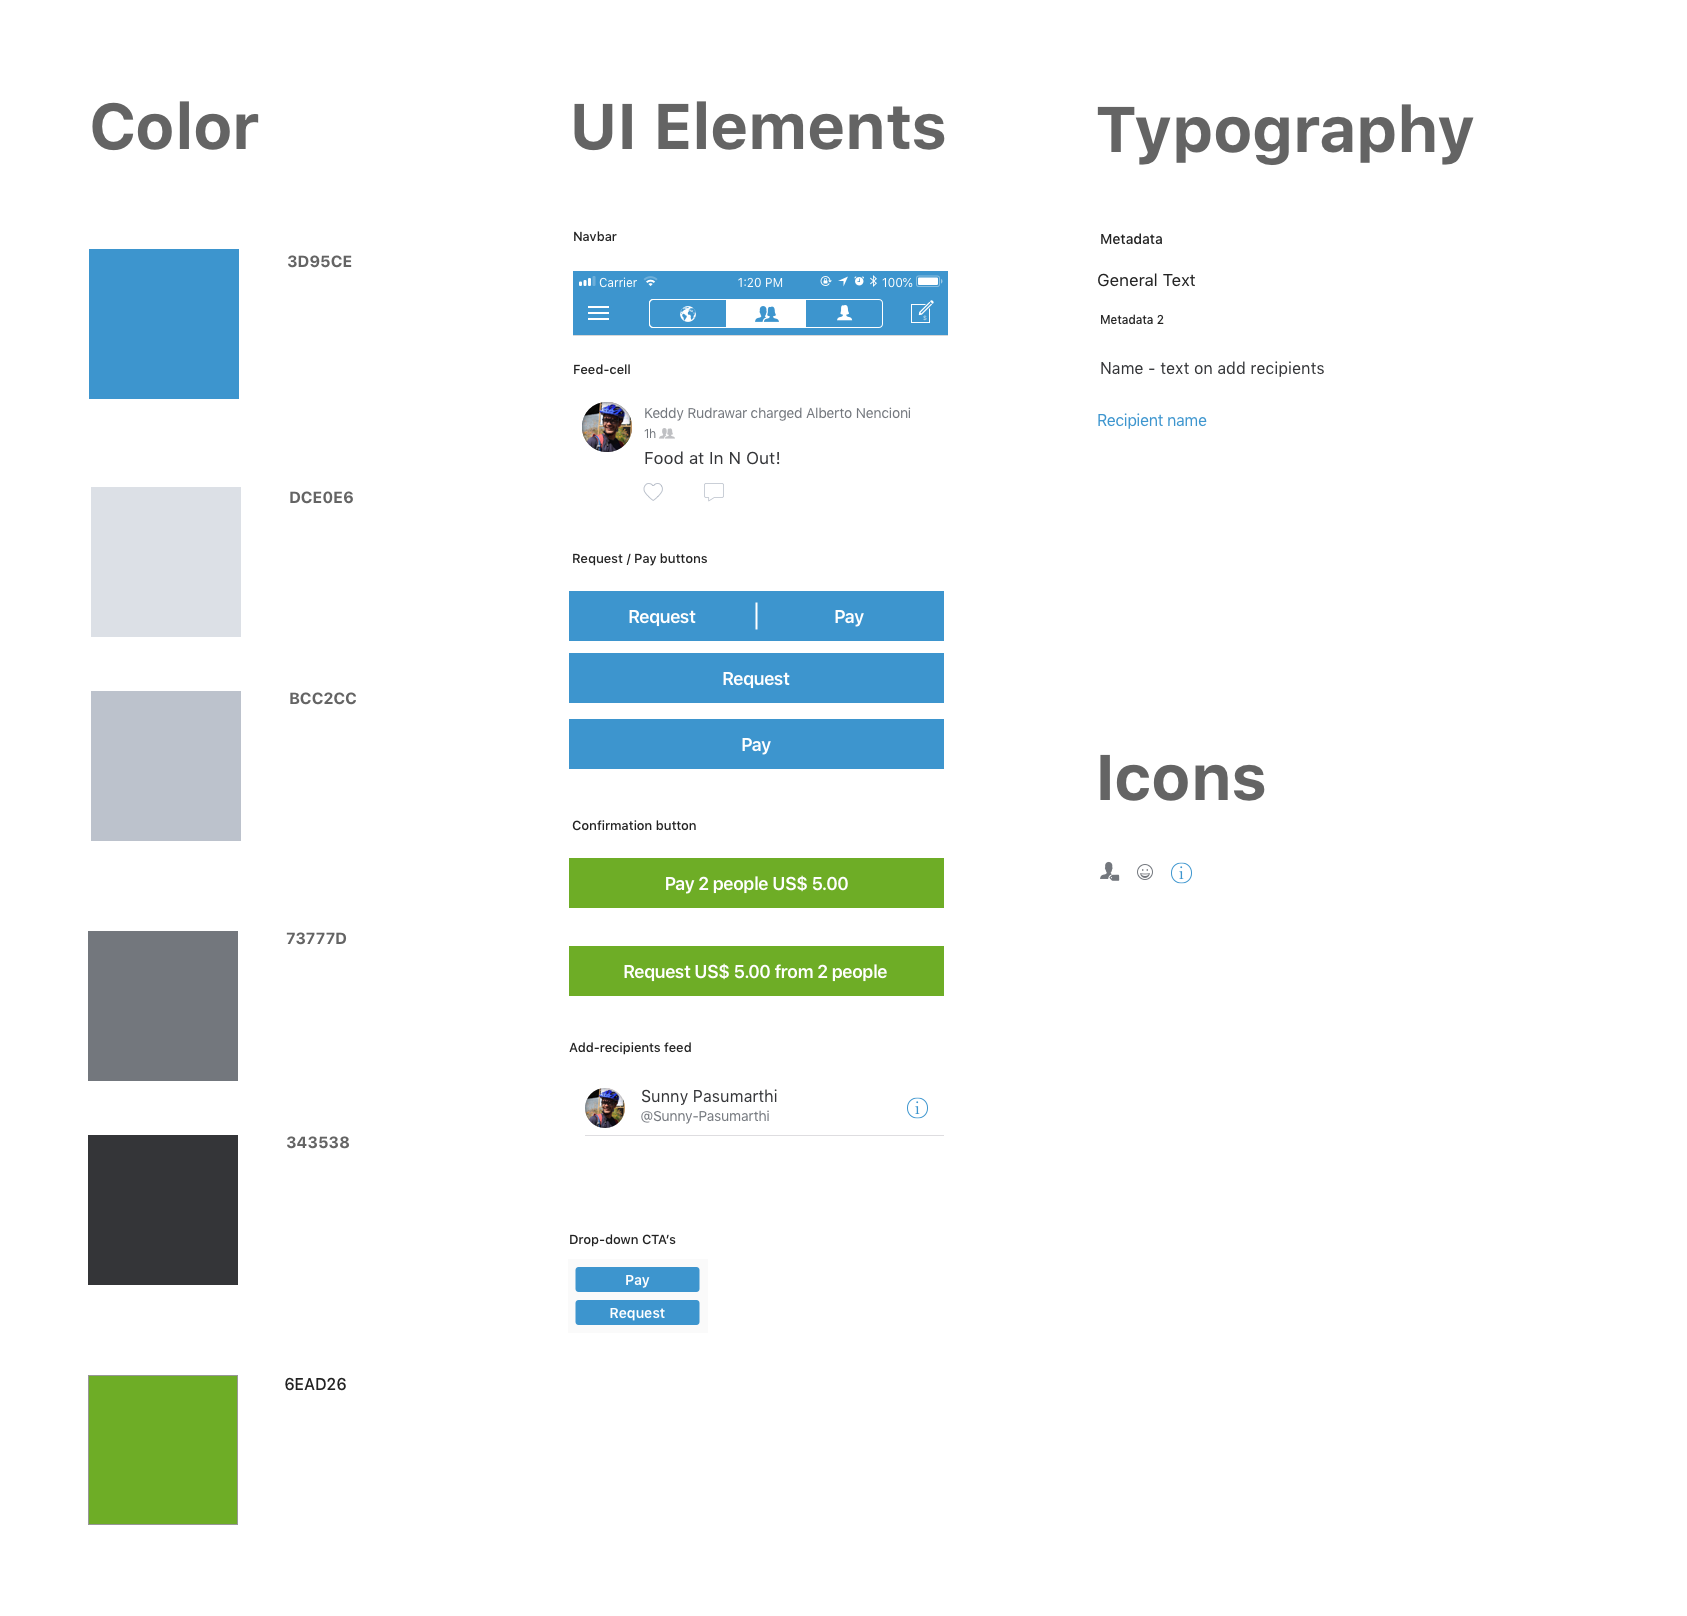 Color
3D95CE
DCE0E6
BCC2CC
73777D
343538
6EAD26
UI Elements
Navbar
Carrier 1:20 PM 100%
Feed-cell
Keddy Rudrawar charged Alberto Nencioni
1h
Food at In N Out!
Request / Pay buttons
Request | Pay
Request
Pay
Confirmation button
Pay 2 people US$ 5.00
Request US$ 5.00 from 2 people
Add-recipients feed
Sunny Pasumarthi
@Sunny-Pasumarthi
Drop-down CTA’s
Pay
Request
Typography
Metadata
General Text
Metadata 2
Name - text on add recipients
Recipient name
Icons